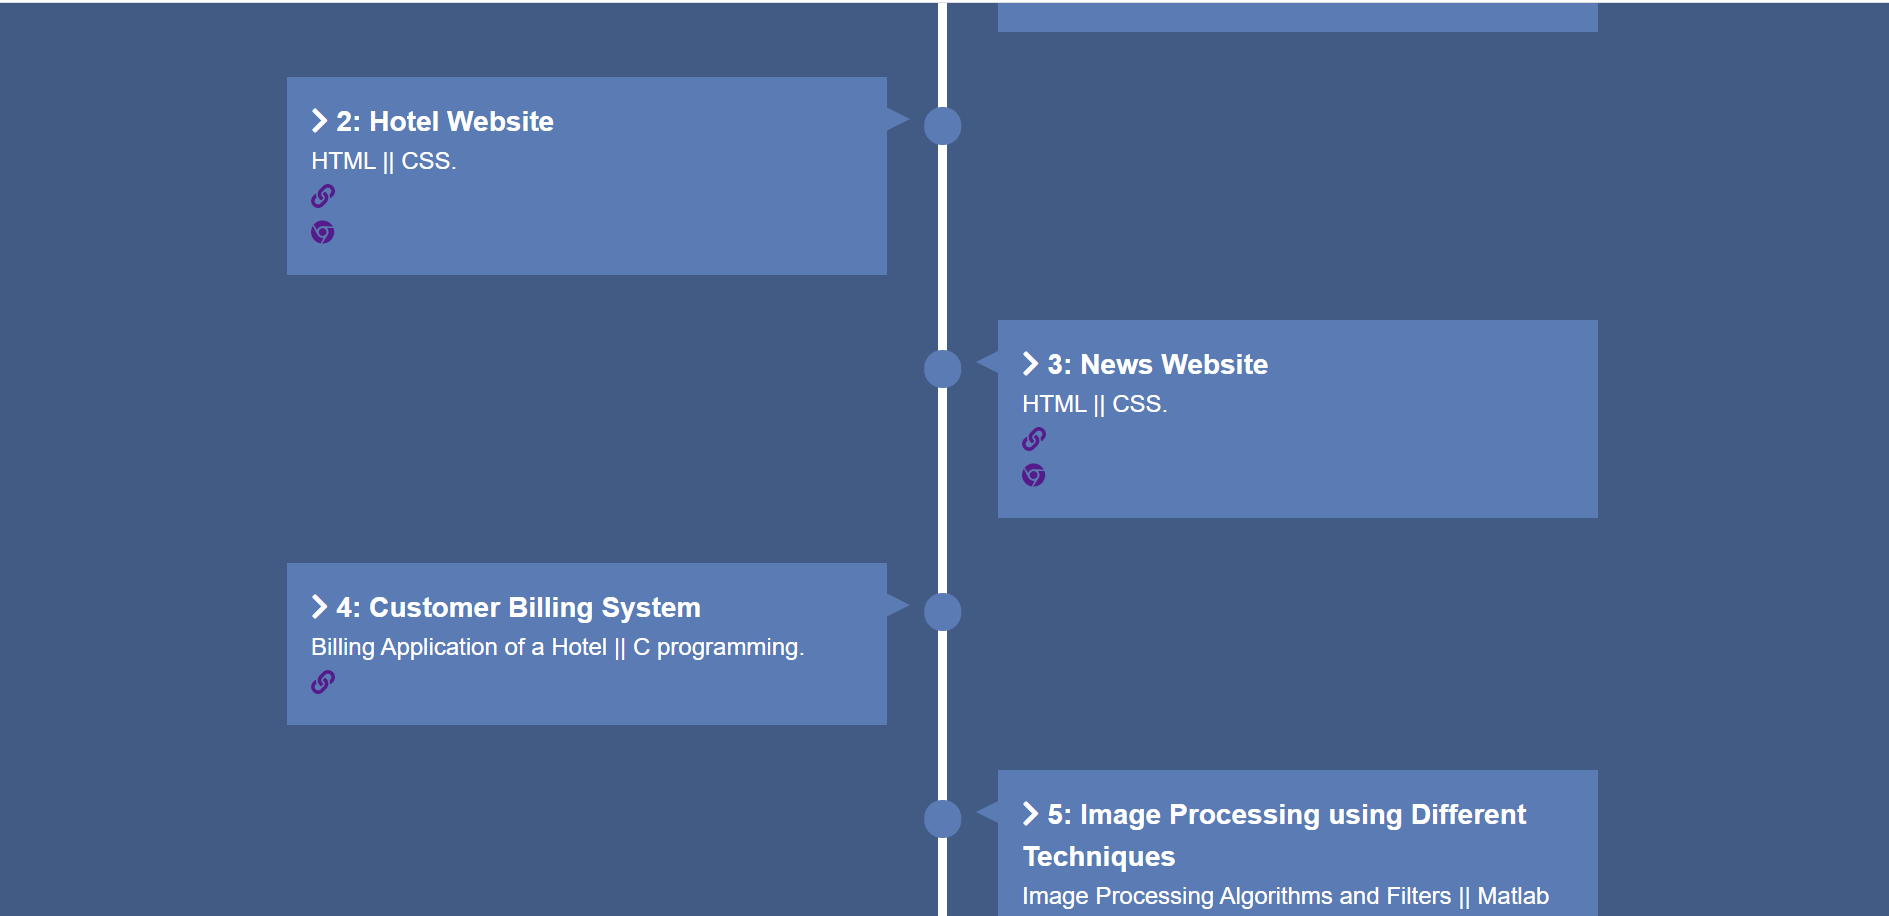 2: Hotel Website
HTML || CSS.
3: News Website
HTML || CSS.
4: Customer Billing System
Billing Application of a Hotel || C programming.
5: Image Processing using Different
Techniques
Image Processing Algorithms and Filters || Matlab